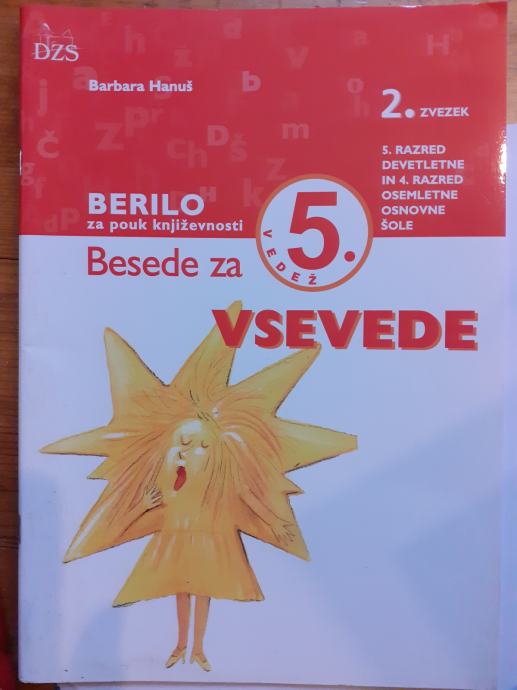 DZS
Barbara Hanuš
2. ZVEZEK
5. RAZRED
DEVETLETNE
IN 4. RAZRED
OSEMLETNE
OSNOVNE
ŠOLE
BERILO
za pouk književnosti
5.
VEDEŽ
Besede za
VSEVEDE